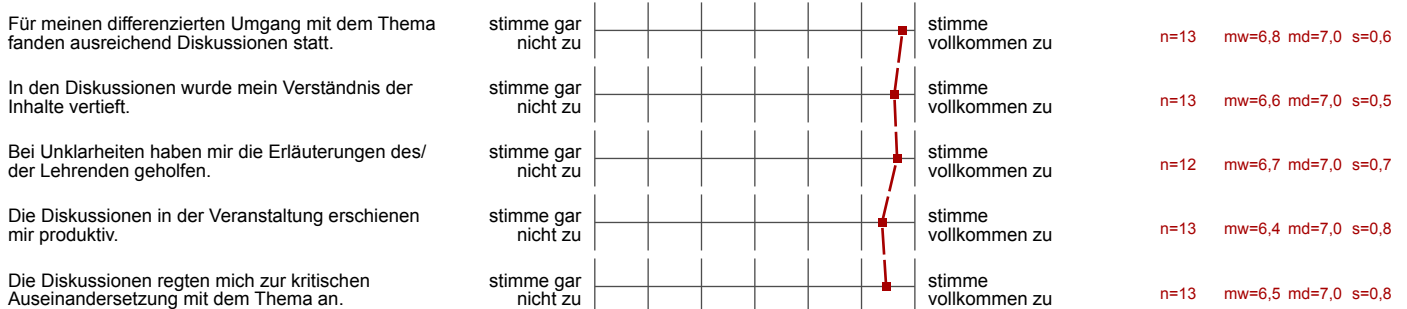 Für meinen differenzierten Umgang mit dem Thema
fanden ausreichend Diskussionen statt.
stimme gar
nicht zu
stimme
vollkommen zu
n=13 mw=6,8 md=7,0 s=0,6
In den Diskussionen wurde mein Verständnis der
Inhalte vertieft.
stimme gar
nicht zu
stimme
vollkommen zu
n=13 mw=6,6 md=7,0 s=0,5
Bei Unklarheiten haben mir die Erläuterungen des/
der Lehrenden geholfen.
stimme gar
nicht zu
stimme
vollkommen zu
n=12 mw=6,7 md=7,0 s=0,7
Die Diskussionen in der Veranstaltung erschienen
mir produktiv.
stimme gar
nicht zu
stimme
vollkommen zu
n=13 mw=6,4 md=7,0 s=0,8
Die Diskussionen regten mich zur kritischen
Auseinandersetzung mit dem Thema an.
stimme gar
nicht zu
stimme
vollkommen zu
n=13 mw=6,5 md=7,0 s=0,8